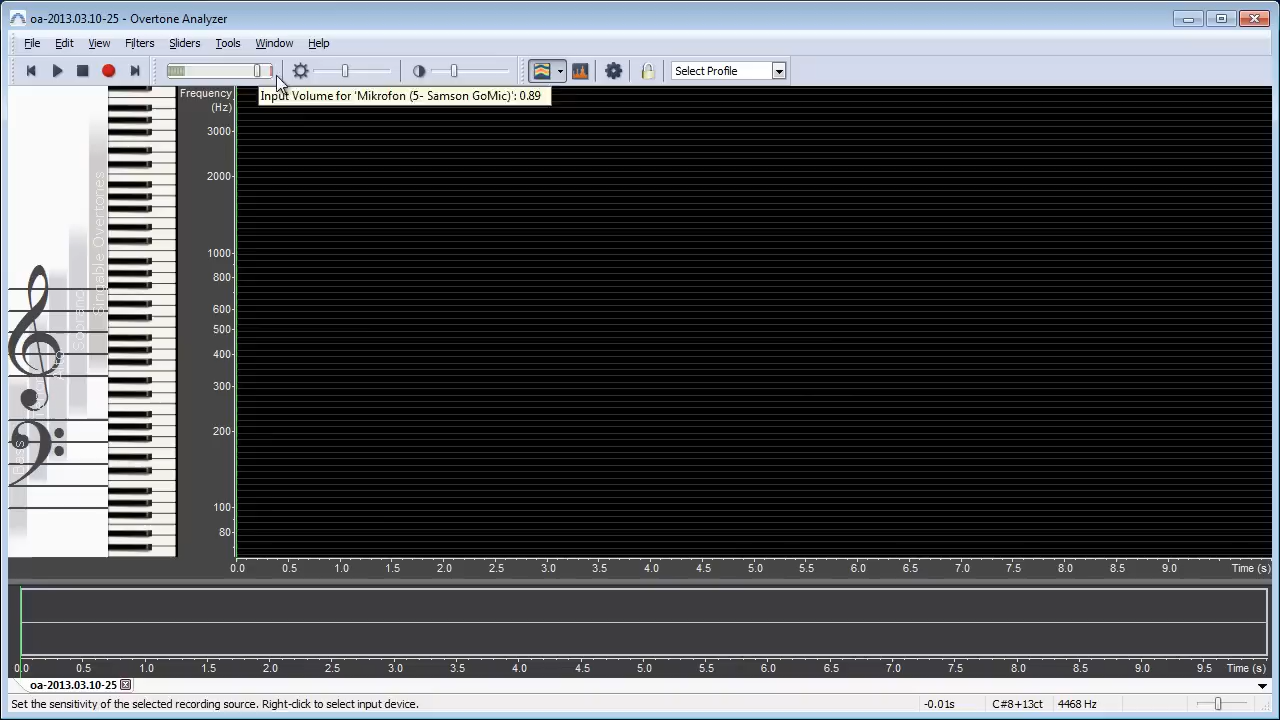 oa-2013.03.10-25 - Overtone Analyzer
File Edit View Filters Sliders Tools Window Help
Select Profile
Input Volume for 'Mikrofon (5- Samson GoMic)': 0.89
Frequency
(Hz)
3000
2000
1000
800
600
500
400
300
200
100
80
Singable Overtones
Soprano
Alto
Bass
0.0 0.5 1.0 1.5 2.0 2.5 3.0 3.5 4.0 4.5 5.0 5.5 6.0 6.5 7.0 7.5 8.0 8.5 9.0 Time (s)
0.0 0.5 1.0 1.5 2.0 2.5 3.0 3.5 4.0 4.5 5.0 5.5 6.0 6.5 7.0 7.5 8.0 8.5 9.0 9.5 Time (s)
oa-2013.03.10-25
Set the sensitivity of the selected recording source. Right-click to select input device. -0.01s C#8+13ct 4468 Hz